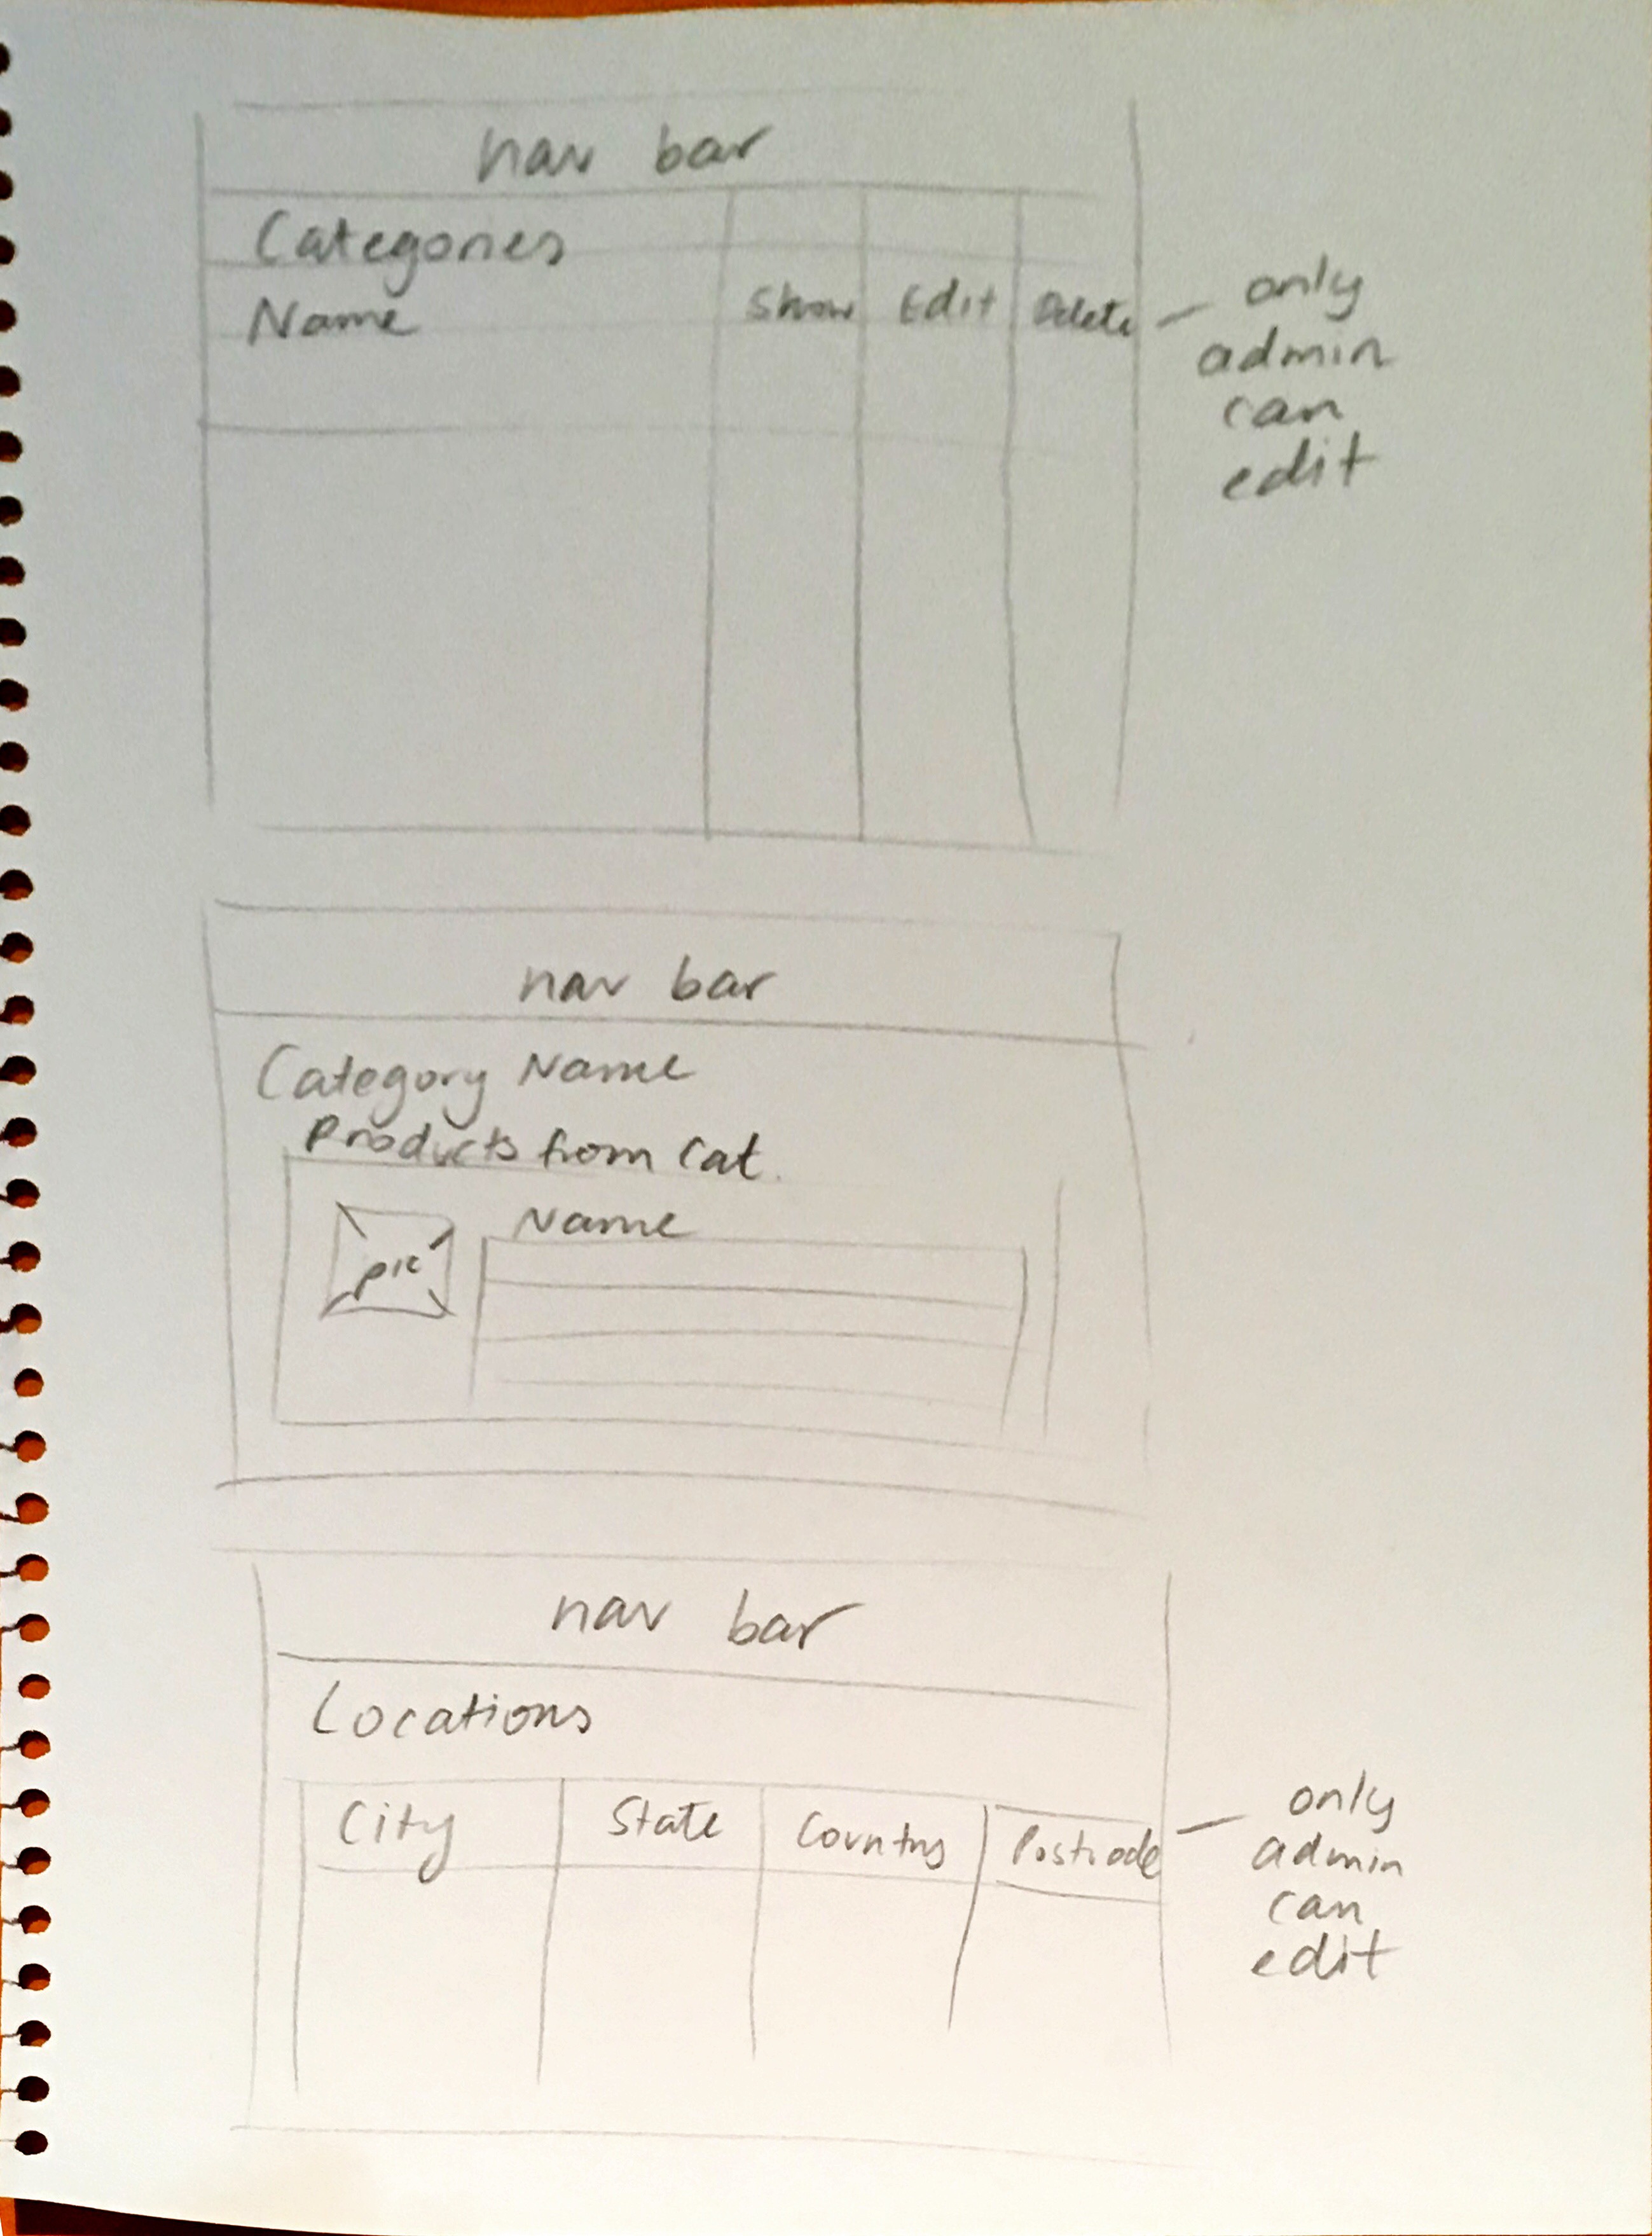 nav bar
Categories
Name Show Edit Delete
only
admin
can
edit
nav bar
Category Name
Products from Cat.
pic
Name
nav bar
Locations
City State Country Postcode
only
admin
can
edit